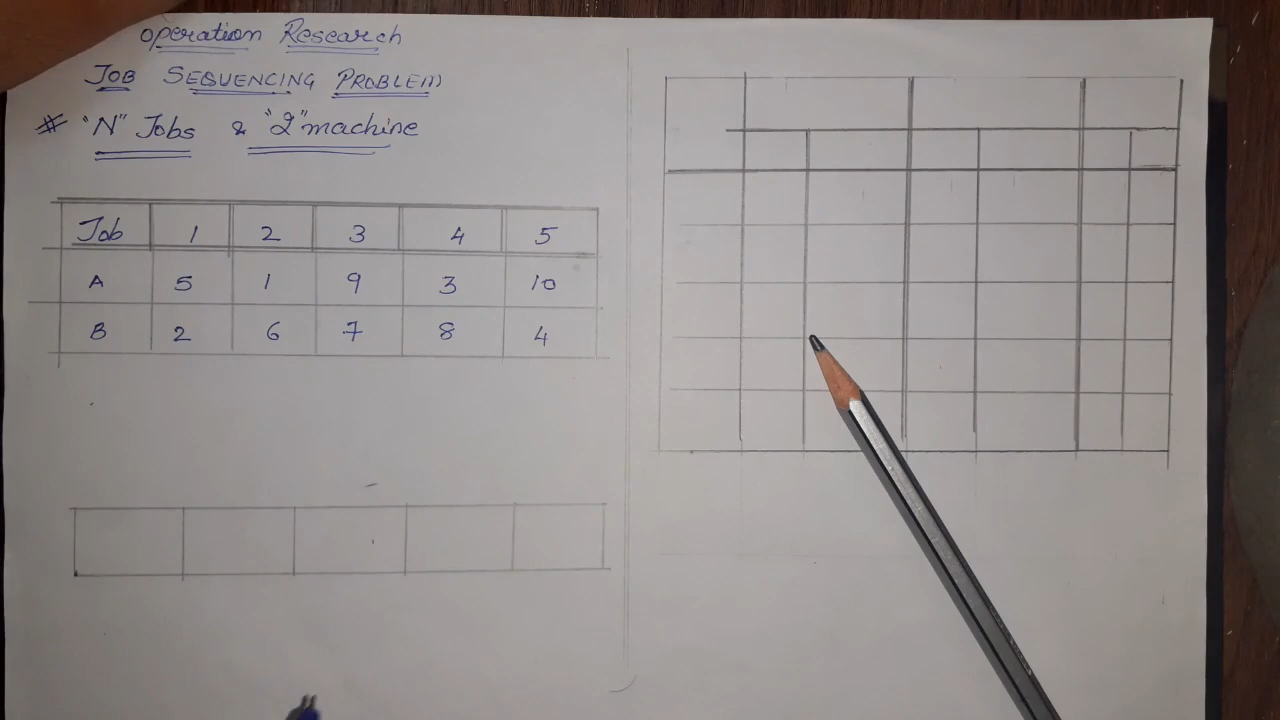 Operation Research
JOB SEQUENCING PROBLEM
# "N" Jobs & "2" machine
Job 1 2 3 4 5
A 5 1 9 3 10
B 2 6 7 8 4